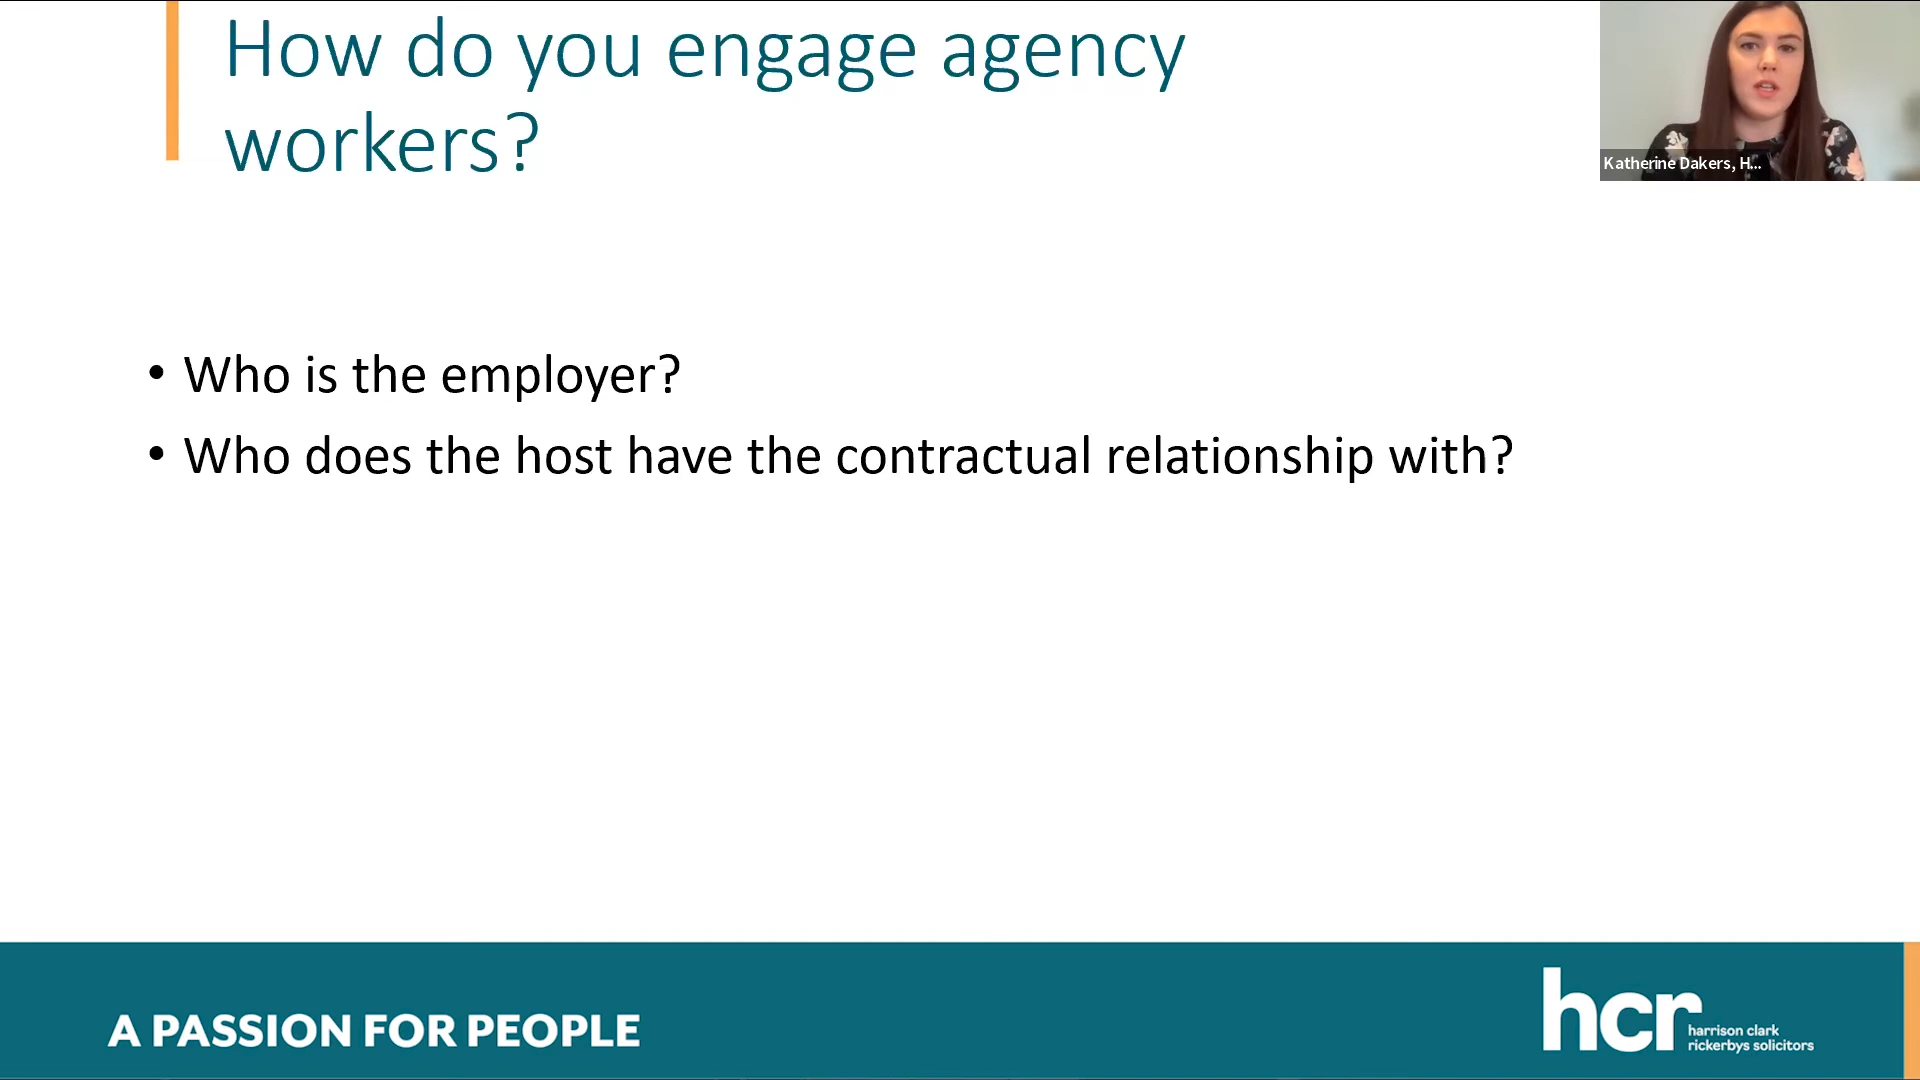 How do you engage agency
workers?
Katherine Dakers, H...
• Who is the employer?
• Who does the host have the contractual relationship with?
A PASSION FOR PEOPLE
hcr
harrison clark
rickerbys solicitors